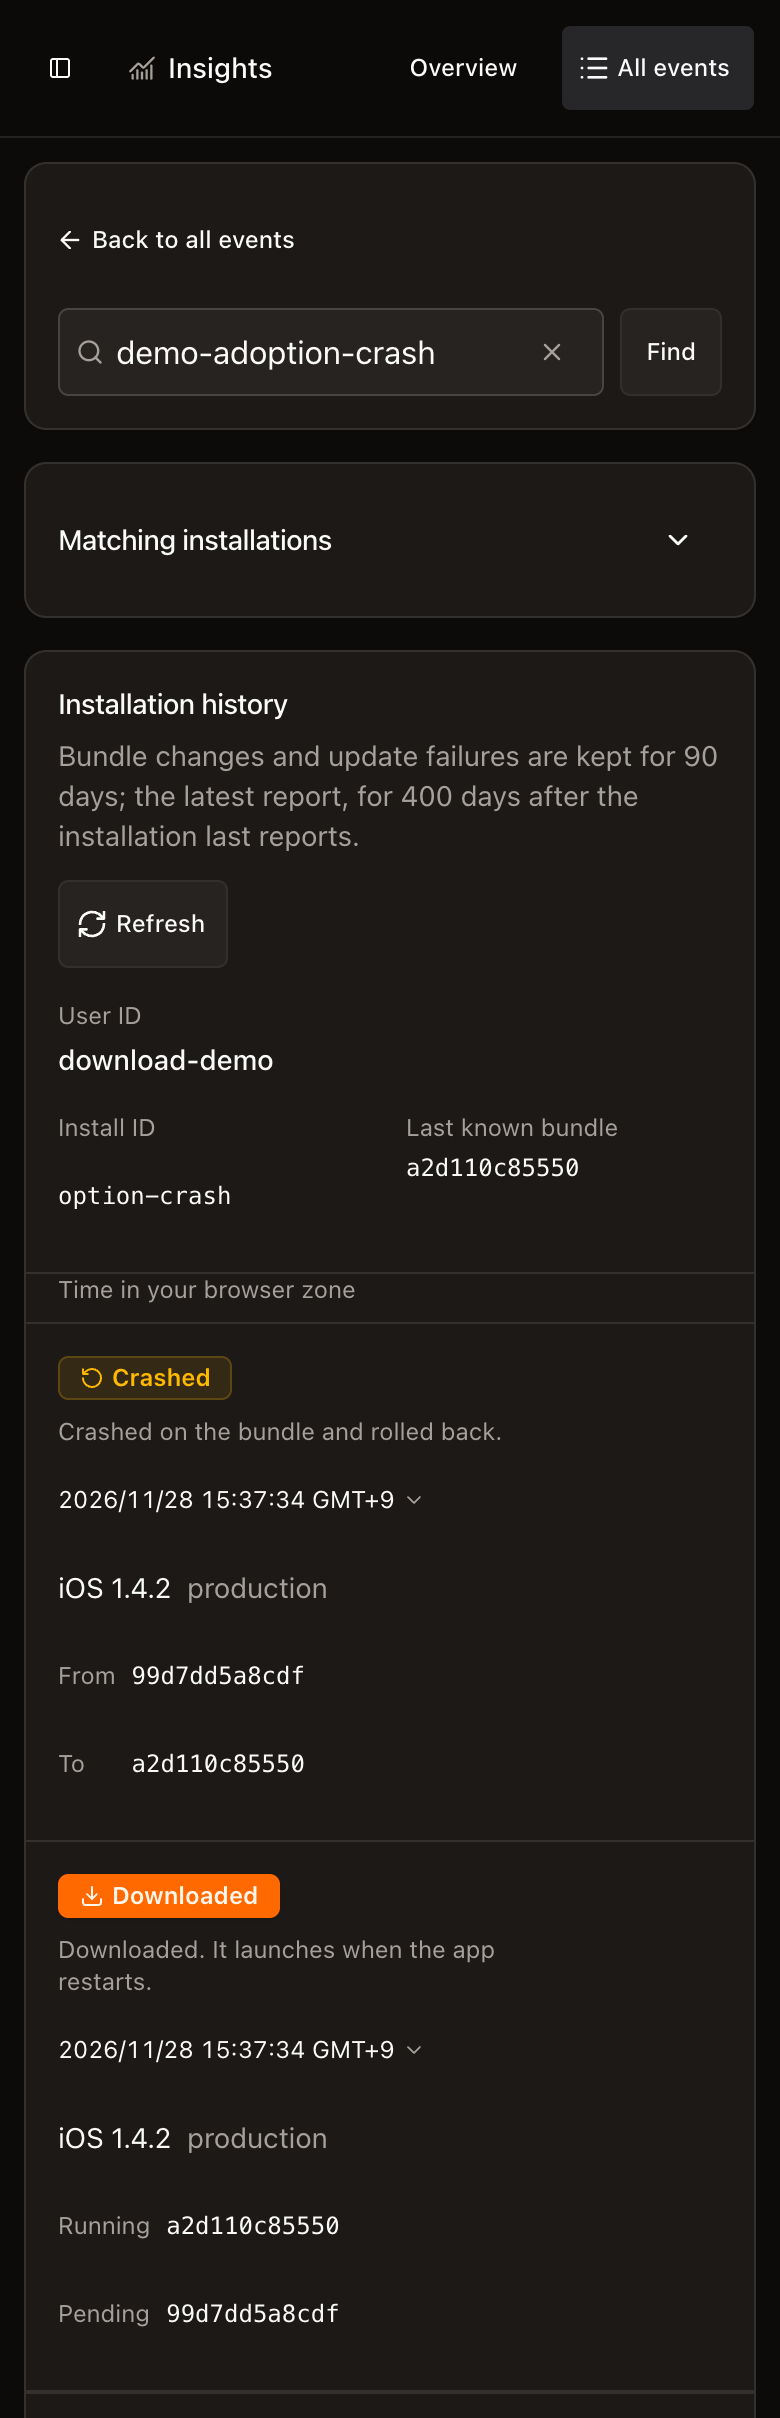 Insights
Overview
All events
Back to all events
demo-adoption-crash
Find
Matching installations
Installation history
Bundle changes and update failures are kept for 90
days; the latest report, for 400 days after the
installation last reports.
Refresh
User ID
download-demo
Install ID
option-crash
Last known bundle
a2d110c85550
Time in your browser zone
Crashed
Crashed on the bundle and rolled back.
2026/11/28 15:37:34 GMT+9
iOS 1.4.2 production
From 99d7dd5a8cdf
To a2d110c85550
Downloaded
Downloaded. It launches when the app
restarts.
2026/11/28 15:37:34 GMT+9
iOS 1.4.2 production
Running a2d110c85550
Pending 99d7dd5a8cdf